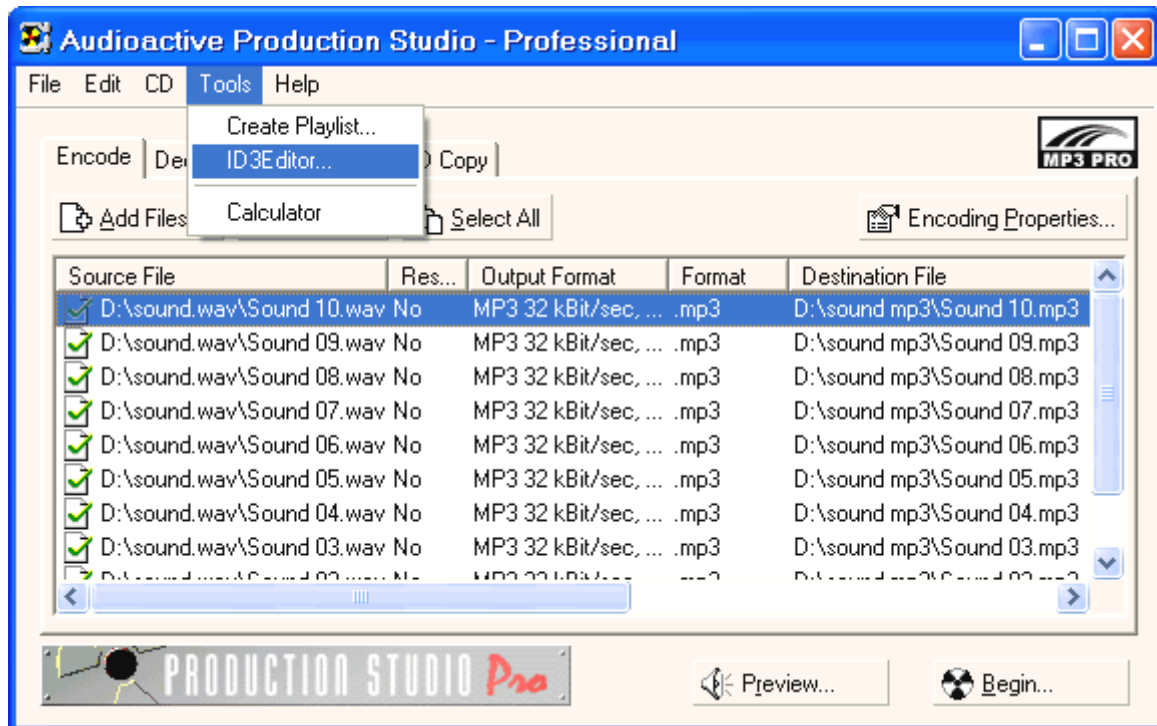 Audioactive Production Studio - Professional
File Edit CD Tools Help
Create Playlist...
ID3Editor...
Calculator
MP3 PRO
Encode Copy
Add Files Select All Encoding Properties...
Source File Res... Output Format Format Destination File
D:\sound.wav\Sound 10.wav No MP3 32 kBit/sec, ... .mp3 D:\sound mp3\Sound 10.mp3
D:\sound.wav\Sound 09.wav No MP3 32 kBit/sec, ... .mp3 D:\sound mp3\Sound 09.mp3
D:\sound.wav\Sound 08.wav No MP3 32 kBit/sec, ... .mp3 D:\sound mp3\Sound 08.mp3
D:\sound.wav\Sound 07.wav No MP3 32 kBit/sec, ... .mp3 D:\sound mp3\Sound 07.mp3
D:\sound.wav\Sound 06.wav No MP3 32 kBit/sec, ... .mp3 D:\sound mp3\Sound 06.mp3
D:\sound.wav\Sound 05.wav No MP3 32 kBit/sec, ... .mp3 D:\sound mp3\Sound 05.mp3
D:\sound.wav\Sound 04.wav No MP3 32 kBit/sec, ... .mp3 D:\sound mp3\Sound 04.mp3
D:\sound.wav\Sound 03.wav No MP3 32 kBit/sec, ... .mp3 D:\sound mp3\Sound 03.mp3
PRODUCTION STUDIO Pro Preview... Begin...